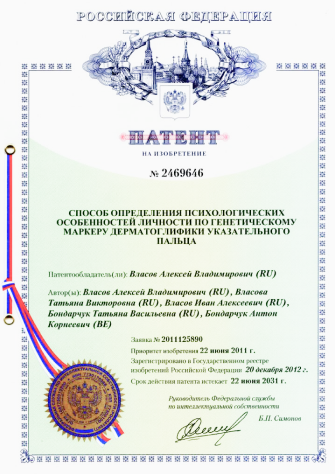 РОССИЙСКАЯ ФЕДЕРАЦИЯ
ПАТЕНТ
НА ИЗОБРЕТЕНИЕ
№ 2469646
СПОСОБ ОПРЕДЕЛЕНИЯ ПСИХОЛОГИЧЕСКИХ
ОСОБЕННОСТЕЙ ЛИЧНОСТИ ПО ГЕНЕТИЧЕСКОМУ
МАРКЕРУ ДЕРМАТОГЛИФИКИ УКАЗАТЕЛЬНОГО
ПАЛЬЦА
Патентообладатель(ли): Власов Алексей Владимирович (RU)
Автор(ы): Власов Алексей Владимирович (RU), Власова
Татьяна Викторовна (RU), Власов Иван Алексеевич (RU),
Бондарчук Татьяна Васильевна (RU), Бондарчук Антон
Корнеевич (BE)
Заявка № 2011125890
Приоритет изобретения 22 июня 2011 г.
Зарегистрировано в Государственном реестре
изобретений Российской Федерации 20 декабря 2012 г.
Срок действия патента истекает 22 июня 2031 г.
Руководитель Федеральной службы
по интеллектуальной собственности
Б.П. Симонов